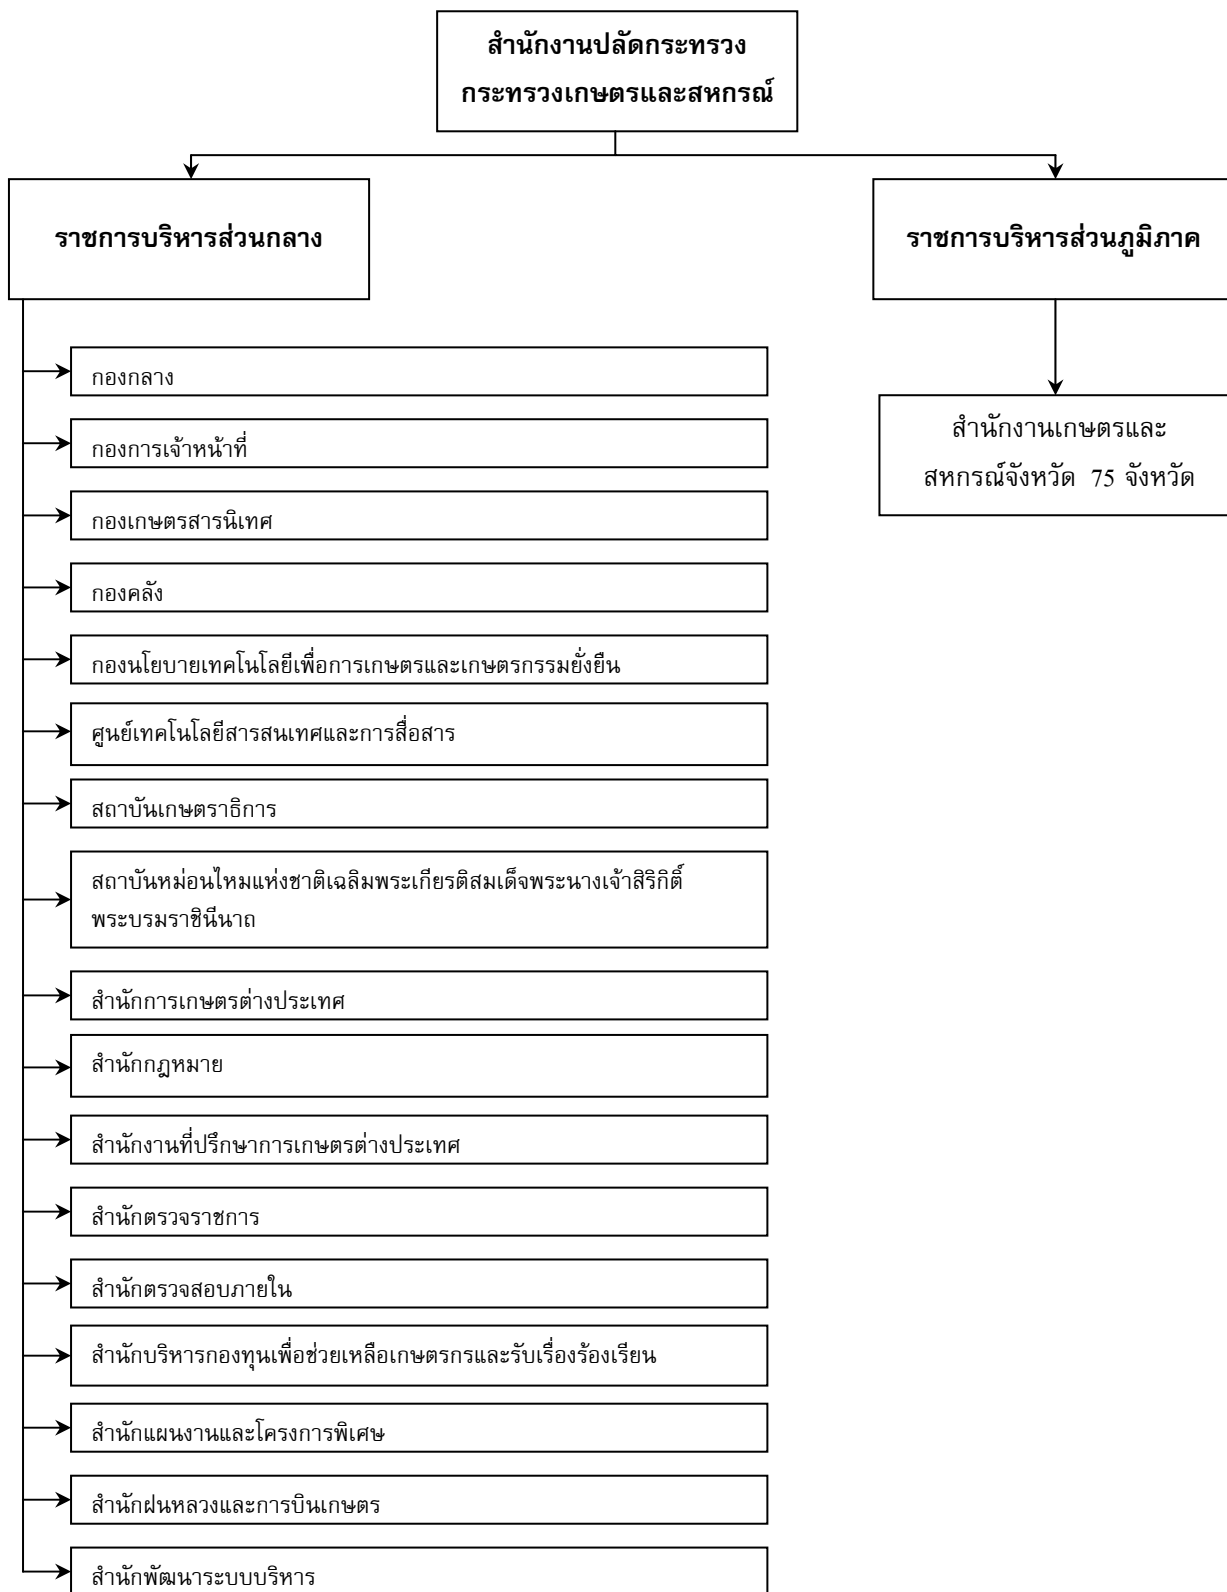 สำนักงานปลัดกระทรวง
กระทรวงเกษตรและสหกรณ์
ราชการบริหารส่วนกลาง
ราชการบริหารส่วนภูมิภาค
กองกลาง
กองการเจ้าหน้าที่
กองเกษตรสารนิเทศ
กองคลัง
กองนโยบายเทคโนโลยีเพื่อการเกษตรและเกษตรกรรมยั่งยืน
ศูนย์เทคโนโลยีสารสนเทศและการสื่อสาร
สถาบันเกษตราธิการ
สถาบันหม่อนไหมแห่งชาติเฉลิมพระเกียรติสมเด็จพระนางเจ้าสิริกิติ์
พระบรมราชินีนาถ
สำนักการเกษตรต่างประเทศ
สำนักกฎหมาย
สำนักงานที่ปรึกษาการเกษตรต่างประเทศ
สำนักตรวจราชการ
สำนักตรวจสอบภายใน
สำนักบริหารกองทุนเพื่อช่วยเหลือเกษตรกรและรับเรื่องร้องเรียน
สำนักแผนงานและโครงการพิเศษ
สำนักฝนหลวงและการบินเกษตร
สำนักพัฒนาระบบบริหาร
สำนักงานเกษตรและ
สหกรณ์จังหวัด 75 จังหวัด